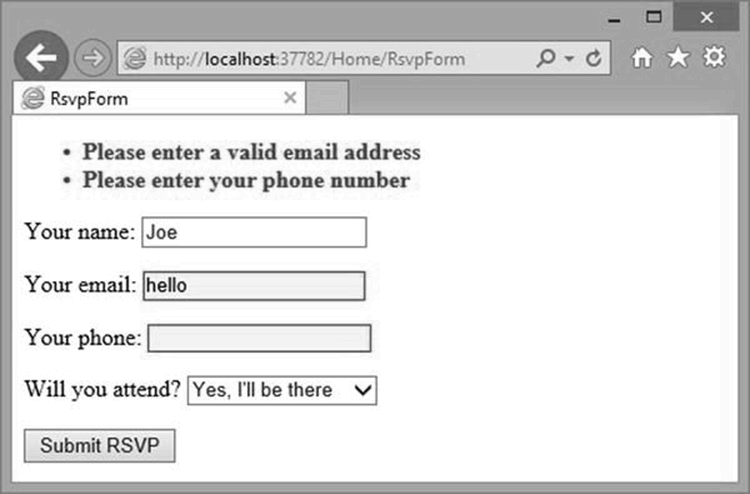 http://localhost:37782/Home/RsvpForm
RsvpForm
• Please enter a valid email address
• Please enter your phone number
Your name: Joe
Your email: hello
Your phone:
Will you attend? Yes, I'll be there
Submit RSVP